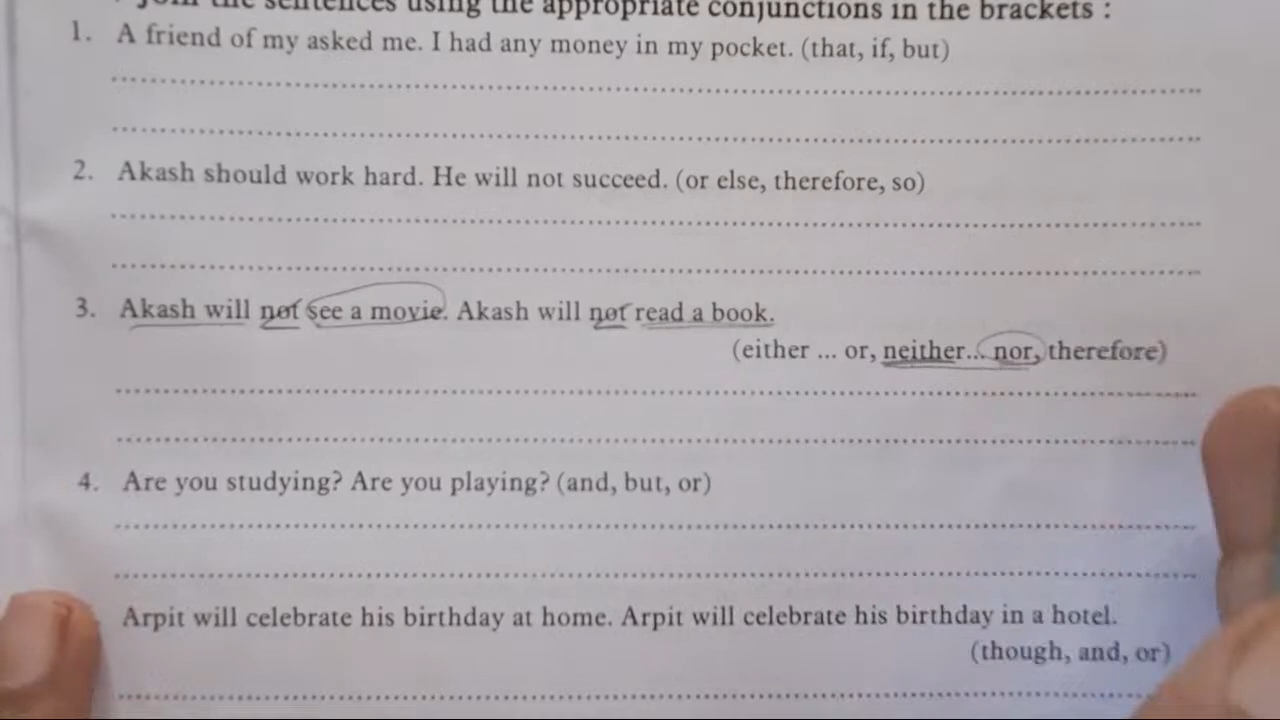 Join the sentences using the appropriate conjunctions in the brackets :
1. A friend of my asked me. I had any money in my pocket. (that, if, but)
2. Akash should work hard. He will not succeed. (or else, therefore, so)
3. Akash will not see a movie. Akash will not read a book.
(either ... or, neither... nor, therefore)
4. Are you studying? Are you playing? (and, but, or)
Arpit will celebrate his birthday at home. Arpit will celebrate his birthday in a hotel.
(though, and, or)